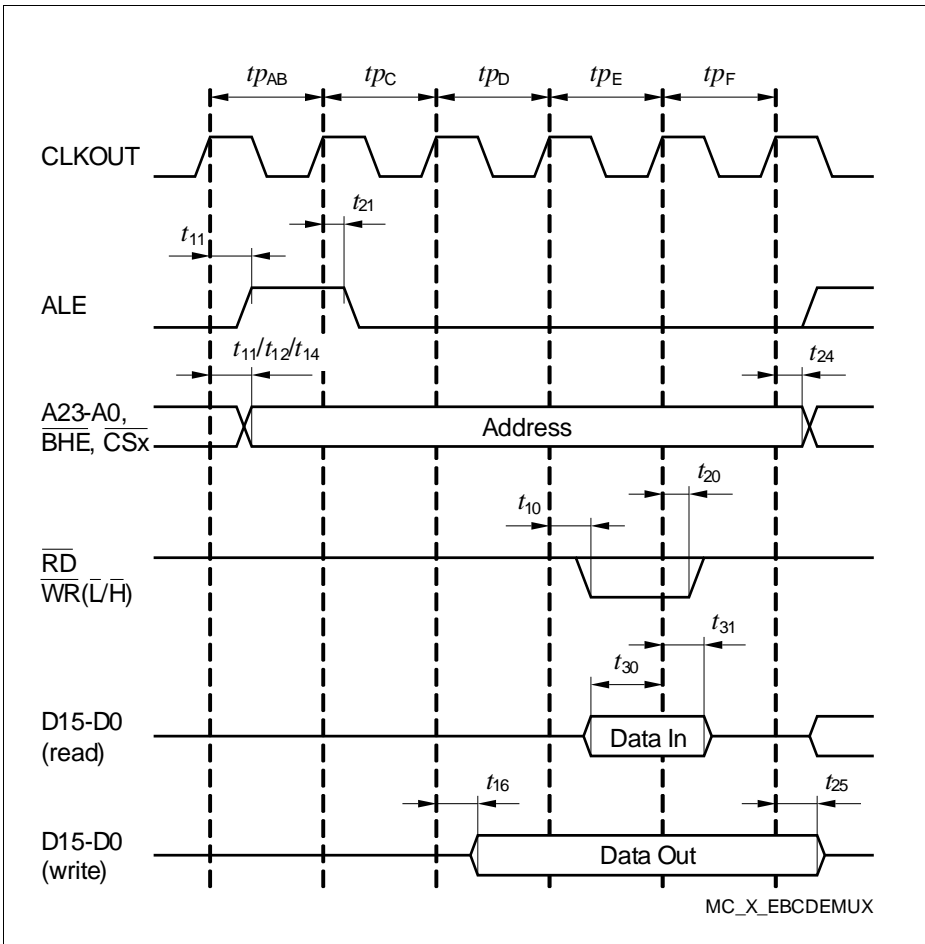 tpAB tpC tpD tpE tpF
CLKOUT
t21
t11
ALE
t11/t12/t14 t24
A23-A0,
BHE, CSx
Address
t20
t10
RD
WR(L/H)
t31
t30
D15-D0
(read)
Data In
t16 t25
D15-D0
(write)
Data Out
MC_X_EBCDEMUX